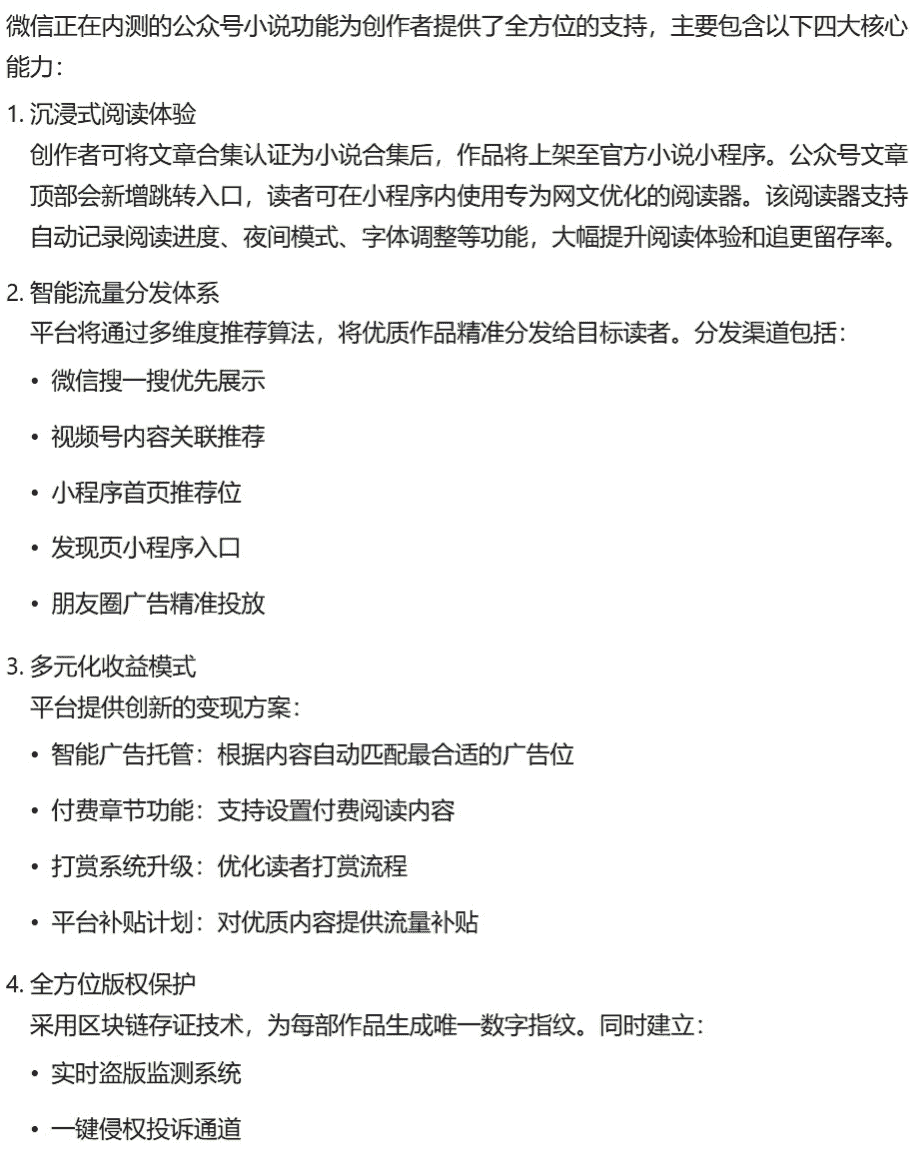 微信正在内测的公众号小说功能为创作者提供了全方位的支持，主要包含以下四大核心
能力：
1. 沉浸式阅读体验
创作者可将文章合集认证为小说合集后，作品将上架至官方小说小程序。公众号文章
顶部会新增跳转入口，读者可在小程序内使用专为网文优化的阅读器。该阅读器支持
自动记录阅读进度、夜间模式、字体调整等功能，大幅提升阅读体验和追更留存率。
2. 智能流量分发体系
平台将通过多维度推荐算法，将优质作品精准分发给目标读者。分发渠道包括：
• 微信搜一搜优先展示
• 视频号内容关联推荐
• 小程序首页推荐位
• 发现页小程序入口
• 朋友圈广告精准投放
3. 多元化收益模式
平台提供创新的变现方案：
• 智能广告托管：根据内容自动匹配最合适的广告位
• 付费章节功能：支持设置付费阅读内容
• 打赏系统升级：优化读者打赏流程
• 平台补贴计划：对优质内容提供流量补贴
4. 全方位版权保护
采用区块链存证技术，为每部作品生成唯一数字指纹。同时建立：
• 实时盗版监测系统
• 一键侵权投诉通道